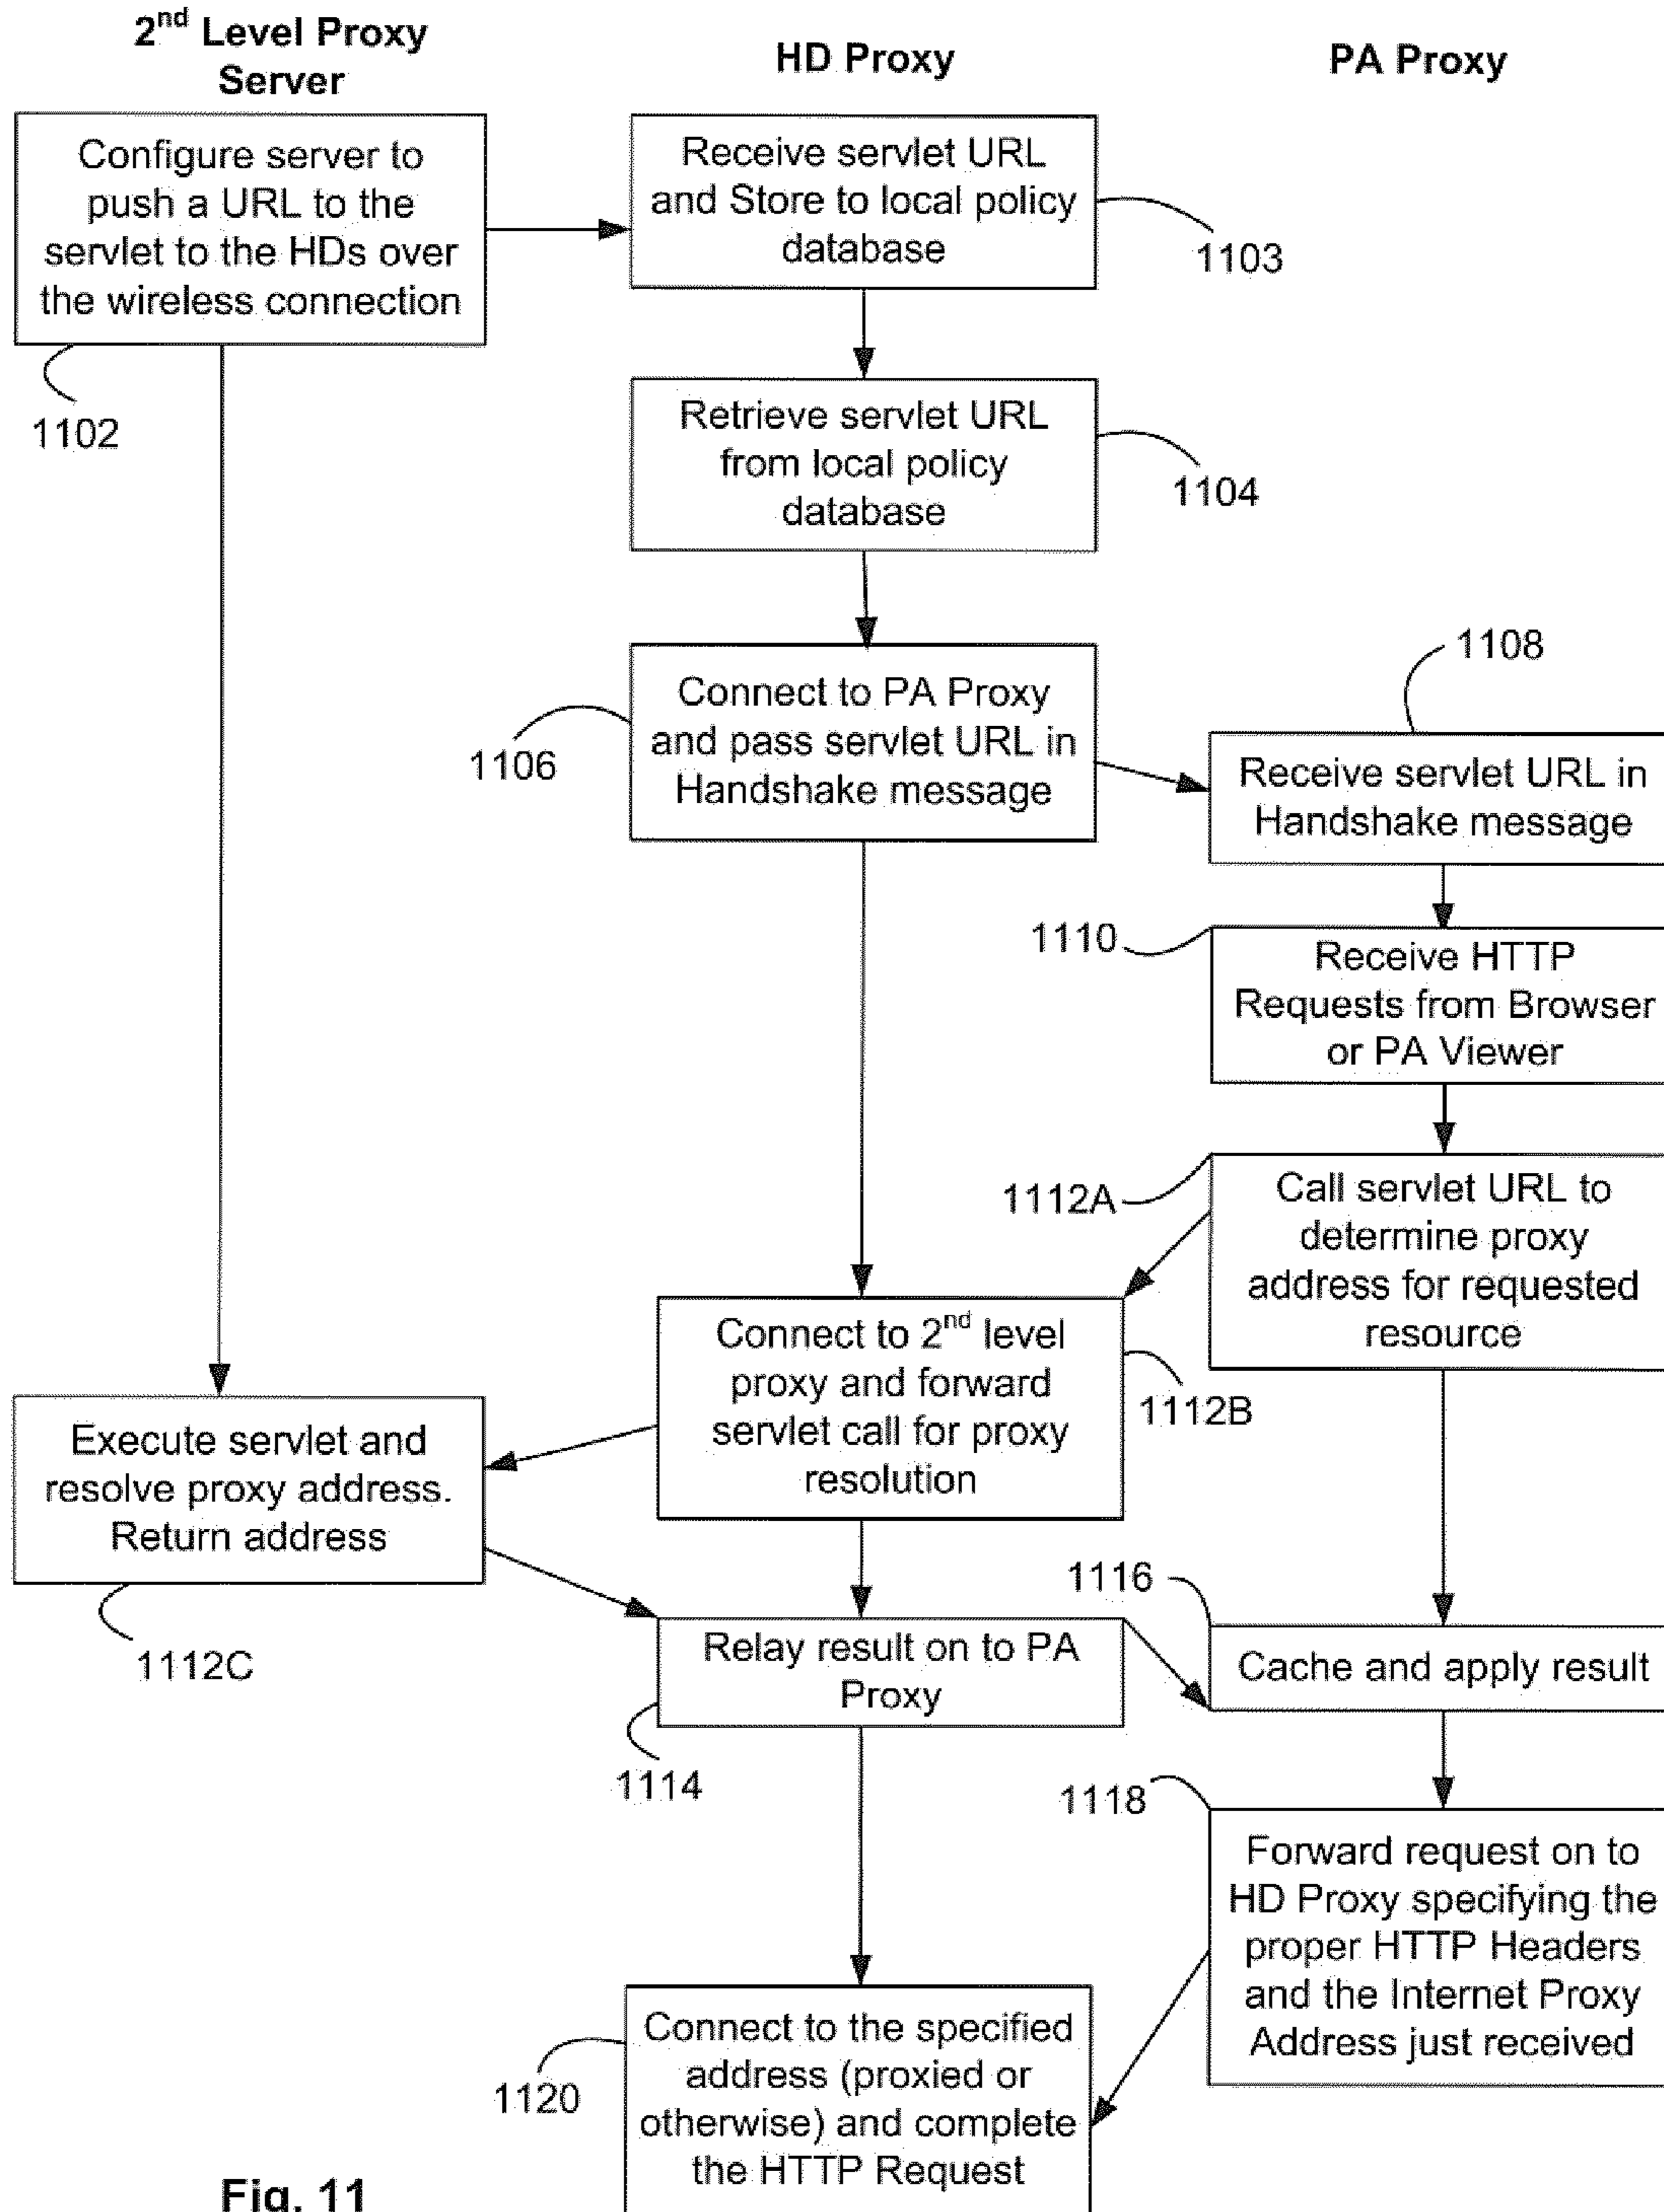 2nd Level Proxy
Server
HD Proxy
PA Proxy
Configure server to
push a URL to the
servlet to the HDs over
the wireless connection
1102
Receive servlet URL
and Store to local policy
database
1103
Retrieve servlet URL
from local policy
database
1104
Connect to PA Proxy
and pass servlet URL in
Handshake message
1106
1108
Receive servlet URL in
Handshake message
1110
Receive HTTP
Requests from Browser
or PA Viewer
1112A
Call servlet URL to
determine proxy
address for requested
resource
Connect to 2nd level
proxy and forward
servlet call for proxy
resolution
1112B
Execute servlet and
resolve proxy address.
Return address
1112C
Relay result on to PA
Proxy
1114
1116
Cache and apply result
1118
Forward request on to
HD Proxy specifying the
proper HTTP Headers
and the Internet Proxy
Address just received
Connect to the specified
address (proxied or
otherwise) and complete
the HTTP Request
1120
Fig. 11